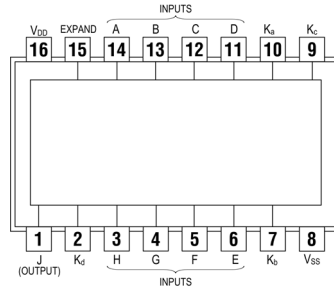 INPUTS
VDD EXPAND A B C D Ka Kc
16 15 14 13 12 11 10 9
1 2 3 4 5 6 7 8
J Kd H G F E Kb VSS
(OUTPUT)
INPUTS